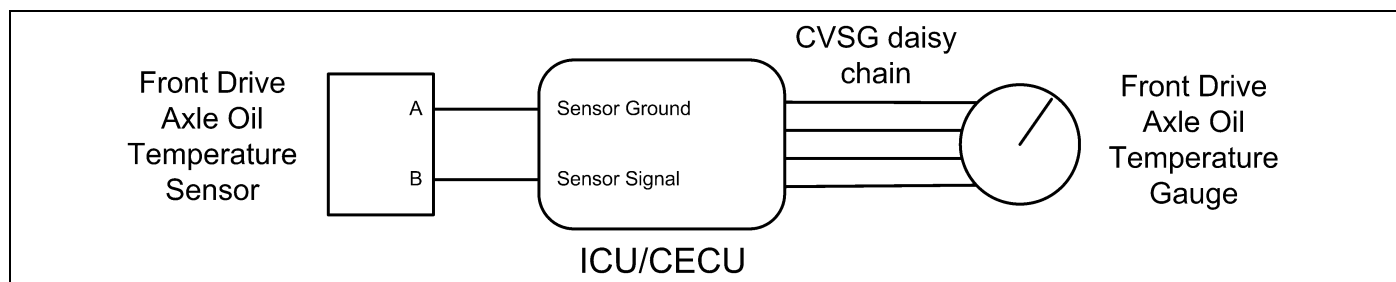 Front Drive
Axle Oil
Temperature
Sensor
A
B
Sensor Ground
Sensor Signal
ICU/CECU
CVSG daisy
chain
Front Drive
Axle Oil
Temperature
Gauge